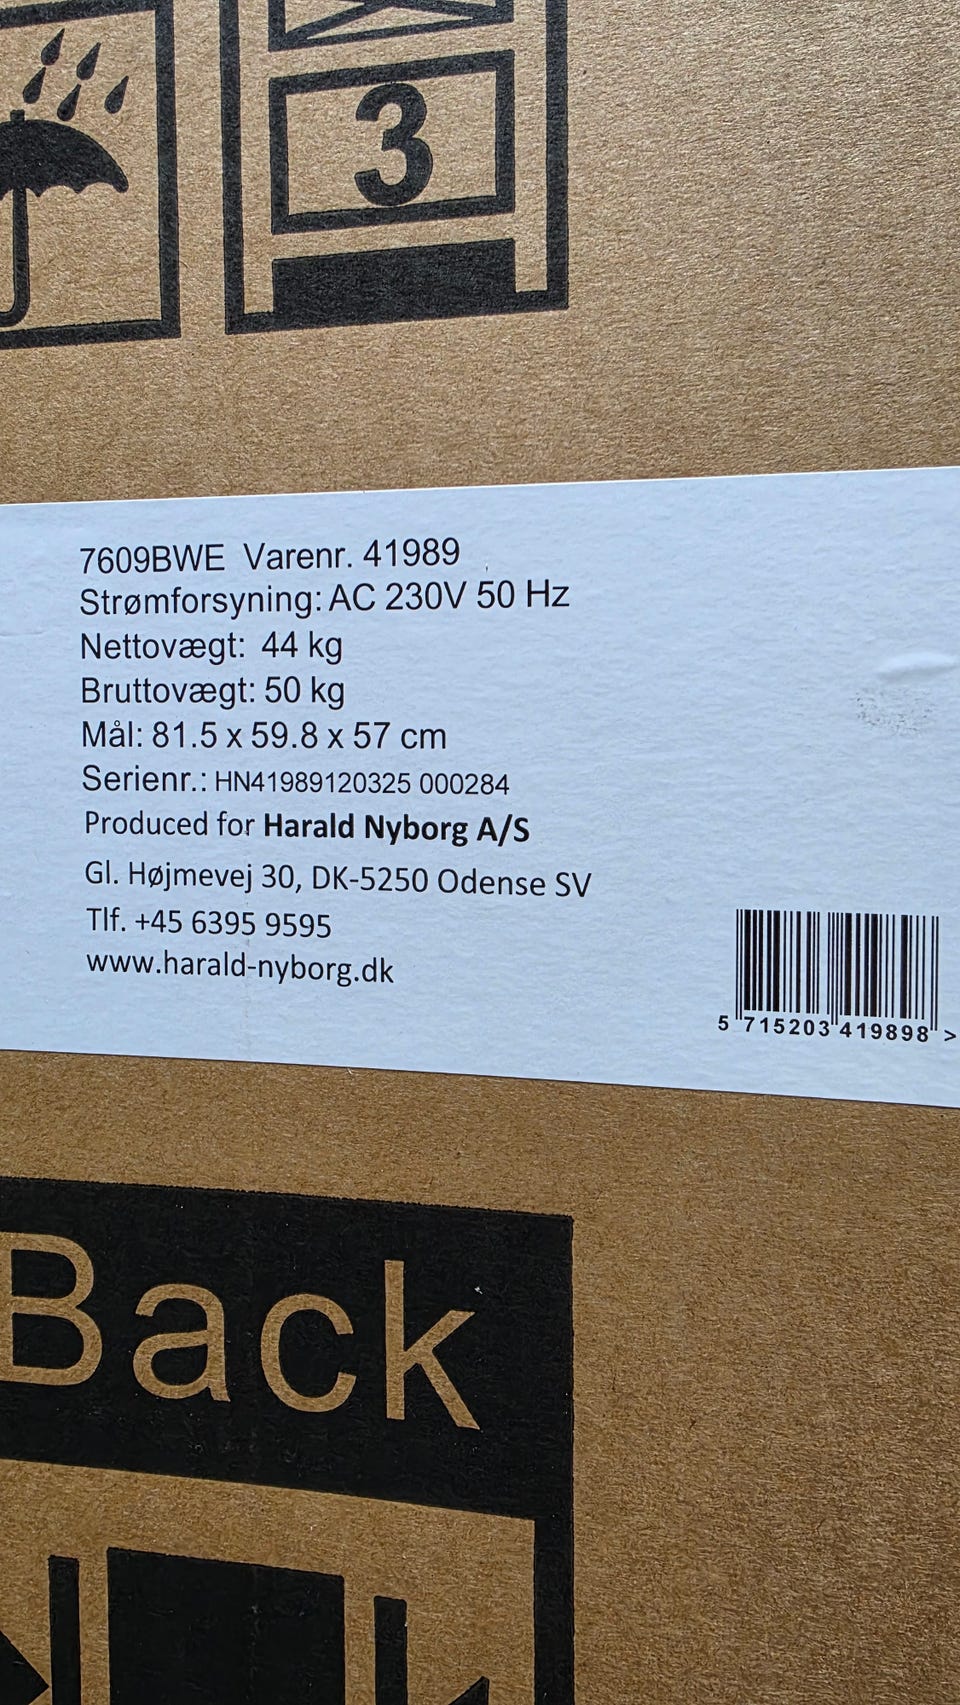 3
7609BWE Varenr. 41989
Strømforsyning: AC 230V 50 Hz
Nettovægt: 44 kg
Bruttovægt: 50 kg
Mål: 81.5 x 59.8 x 57 cm
Serienr.: HN41989120325 000284
Produced for Harald Nyborg A/S
Gl. Højmevej 30, DK-5250 Odense SV
Tlf. +45 6395 9595
www.harald-nyborg.dk
5 715203 419898 >
Back